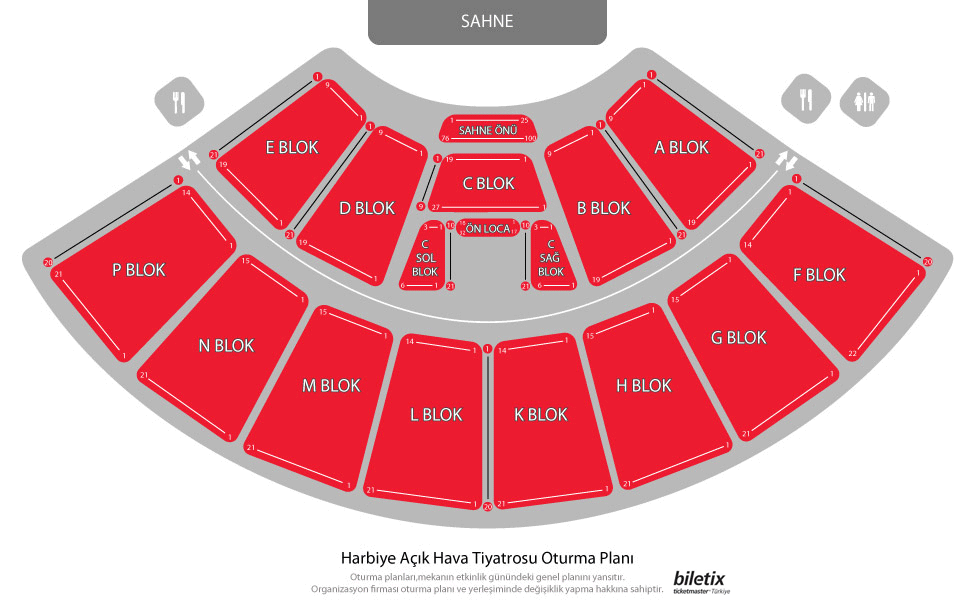 SAHNE
1 25
SAHNE ÖNÜ
76 100
1 1
9 1
E BLOK
1 1
A BLOK
1 9
1 1
19 1
C BLOK
1
9
D BLOK
9
B BLOK
21 19
21
1 19
21 19
1 21
9 27 1
3 1
10
ÖN LOCA
1
17
10
3 1
C
SOL
BLOK
C
SAĞ
BLOK
6 1 21
21 6 1
19 1
19 1
1
14
P BLOK
1
20 21
1
1
1
F BLOK
14
20
1
22
15
N BLOK
1
21
1
15
M BLOK
1
21
1
14
L BLOK
1
21
1
1
20
14
K BLOK
1
21
1
15
H BLOK
1
21
1
15
G BLOK
1
21
1
Harbiye Açık Hava Tiyatrosu Oturma Planı
Oturma planları,mekanın etkinlik günündeki genel planını yansıtır.
Organizasyon firması oturma planı ve yerleşiminde değişiklik yapma hakkına sahiptir.
biletix
ticketmaster Türkiye